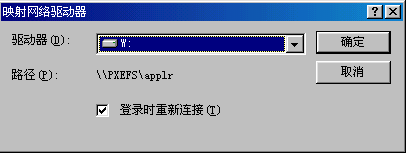 映射网络驱动器
驱动器(D):
W:
确定
路径(P):
\\PXEFS\applr
取消
登录时重新连接(T)